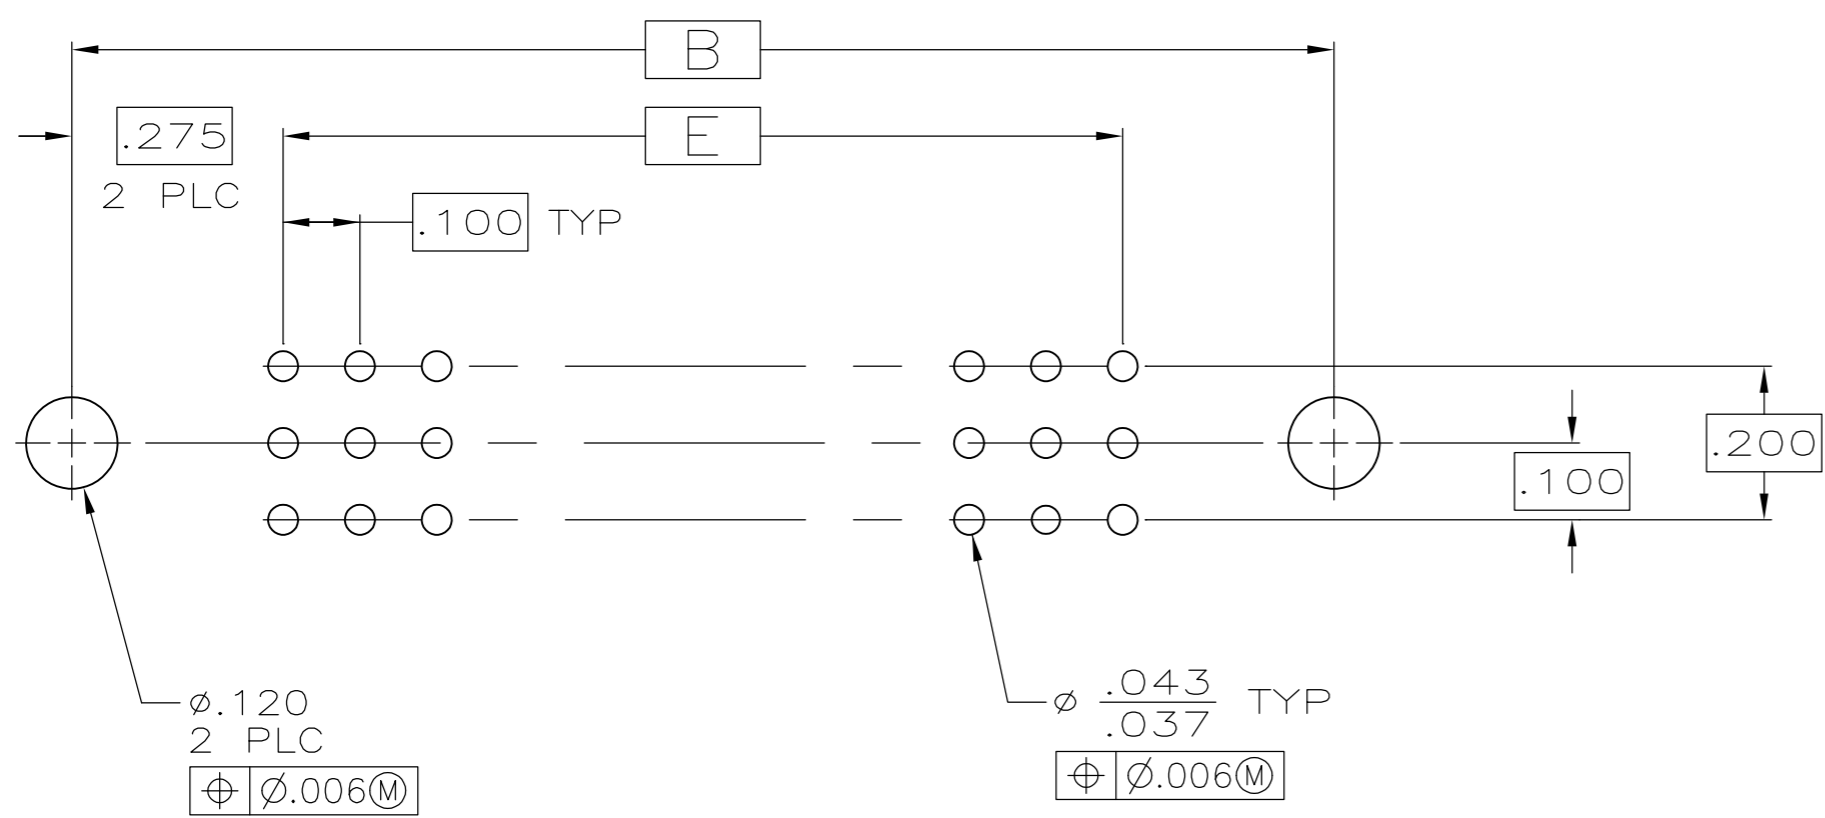 B
.275
2 PLC
E
.100 TYP
.200
.100
⌀.120
2 PLC
⌖ ⌀.006Ⓜ
⌀ .043 TYP
.037
⌖ ⌀.006Ⓜ